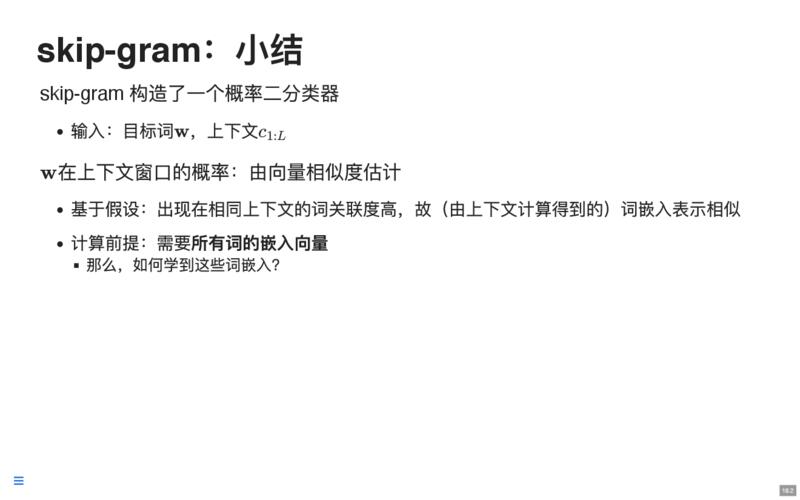 skip-gram：小结
skip-gram 构造了一个概率二分类器
• 输入：目标词w，上下文c1:L
w在上下文窗口的概率：由向量相似度估计
• 基于假设：出现在相同上下文的词关联度高，故（由上下文计算得到的）词嵌入表示相似
• 计算前提：需要所有词的嵌入向量
▪ 那么，如何学到这些词嵌入？
19.2